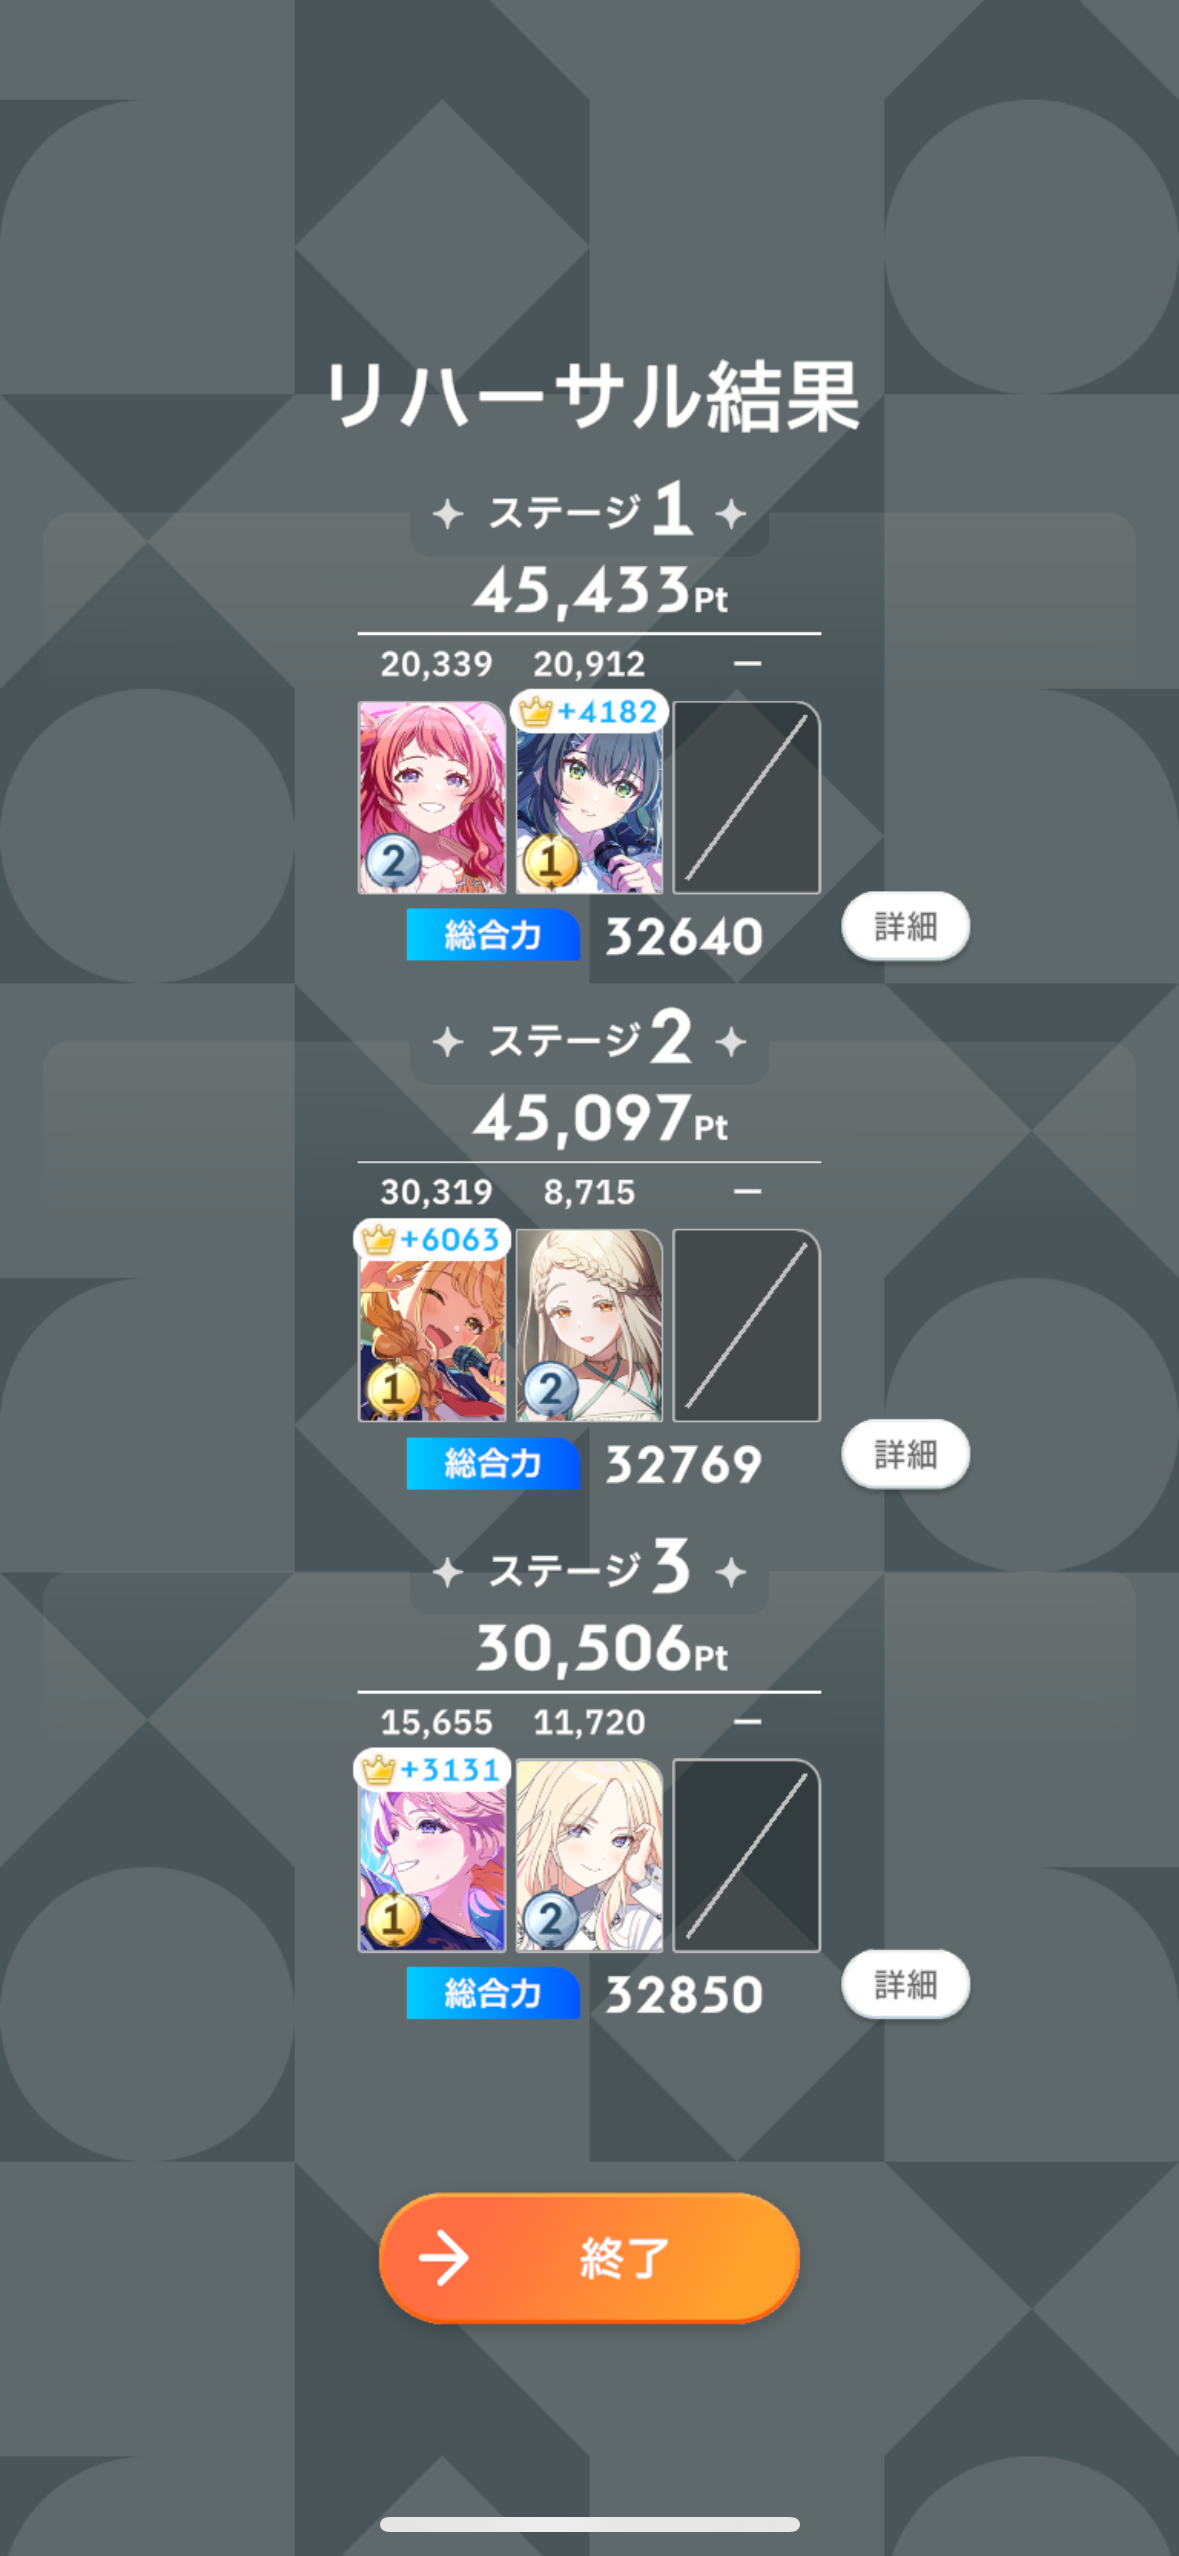 リハーサル結果
ステージ1
45,433Pt
20,339 20,912 —
+4182
2 1
総合力 32640 詳細
ステージ2
45,097Pt
30,319 8,715 —
+6063
1 2
総合力 32769 詳細
ステージ3
30,506Pt
15,655 11,720 —
+3131
1 2
総合力 32850 詳細
終了